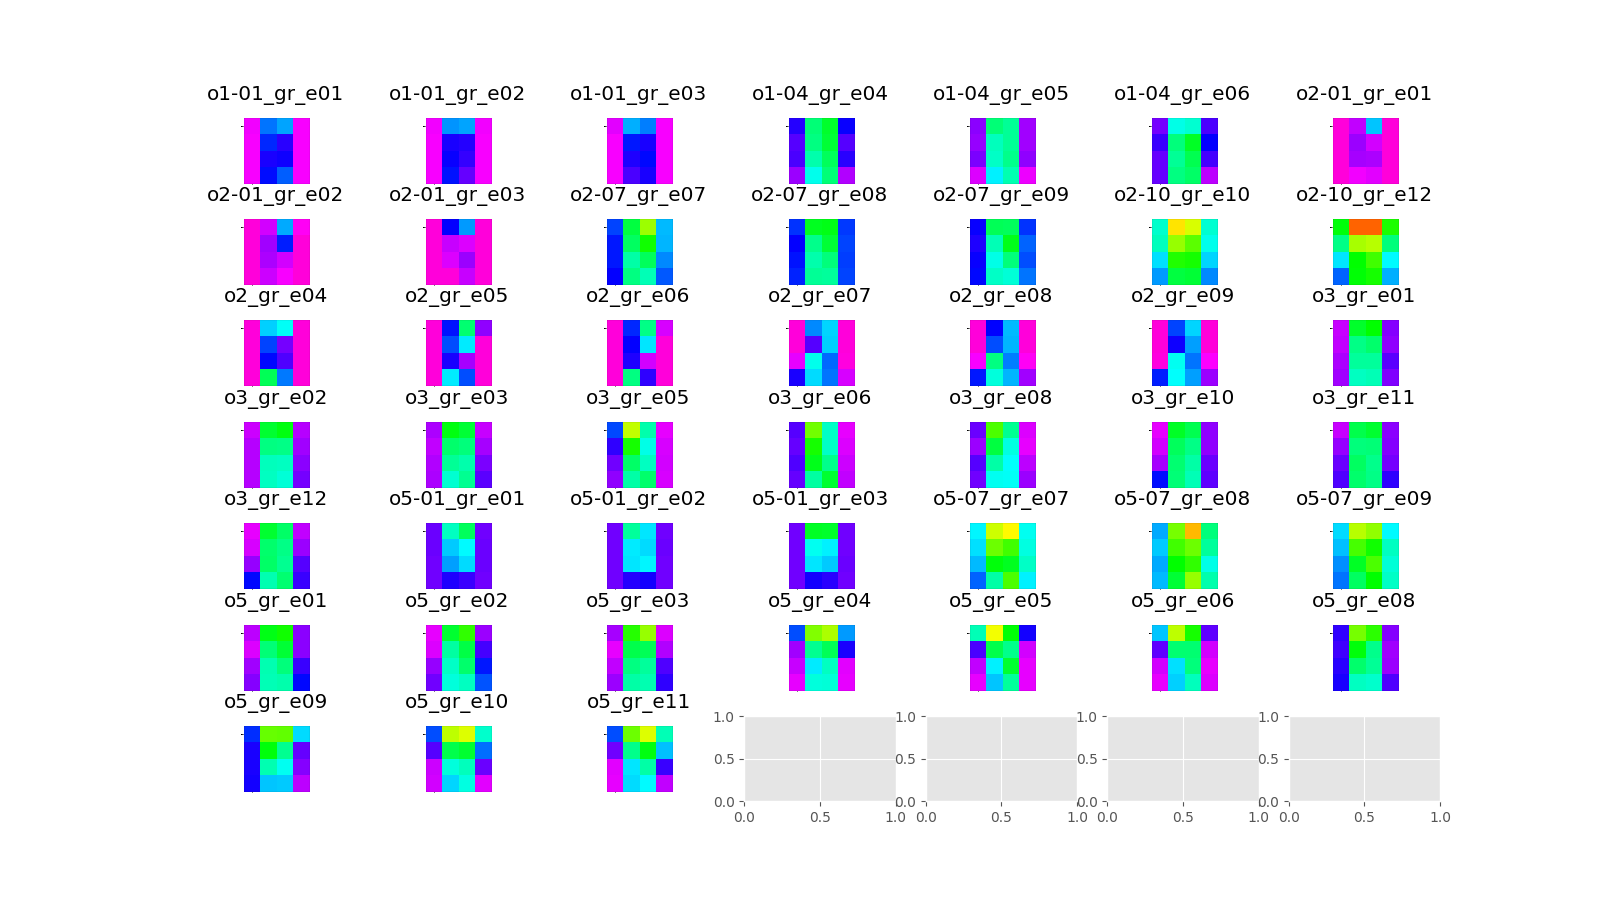 o1-01_gr_e01 o1-01_gr_e02 o1-01_gr_e03 o1-04_gr_e04 o1-04_gr_e05 o1-04_gr_e06 o2-01_gr_e01
o2-01_gr_e02 o2-01_gr_e03 o2-07_gr_e07 o2-07_gr_e08 o2-07_gr_e09 o2-10_gr_e10 o2-10_gr_e12
o2_gr_e04 o2_gr_e05 o2_gr_e06 o2_gr_e07 o2_gr_e08 o2_gr_e09 o3_gr_e01
o3_gr_e02 o3_gr_e03 o3_gr_e05 o3_gr_e06 o3_gr_e08 o3_gr_e10 o3_gr_e11
o3_gr_e12 o5-01_gr_e01 o5-01_gr_e02 o5-01_gr_e03 o5-07_gr_e07 o5-07_gr_e08 o5-07_gr_e09
o5_gr_e01 o5_gr_e02 o5_gr_e03 o5_gr_e04 o5_gr_e05 o5_gr_e06 o5_gr_e08
o5_gr_e09 o5_gr_e10 o5_gr_e11
1.0 1.0 1.0 1.0
0.5 0.5 0.5 0.5
0.0 0.0 0.0 0.0
0.0 0.5 1.0 0.0 0.5 1.0 0.0 0.5 1.0 0.0 0.5 1.0